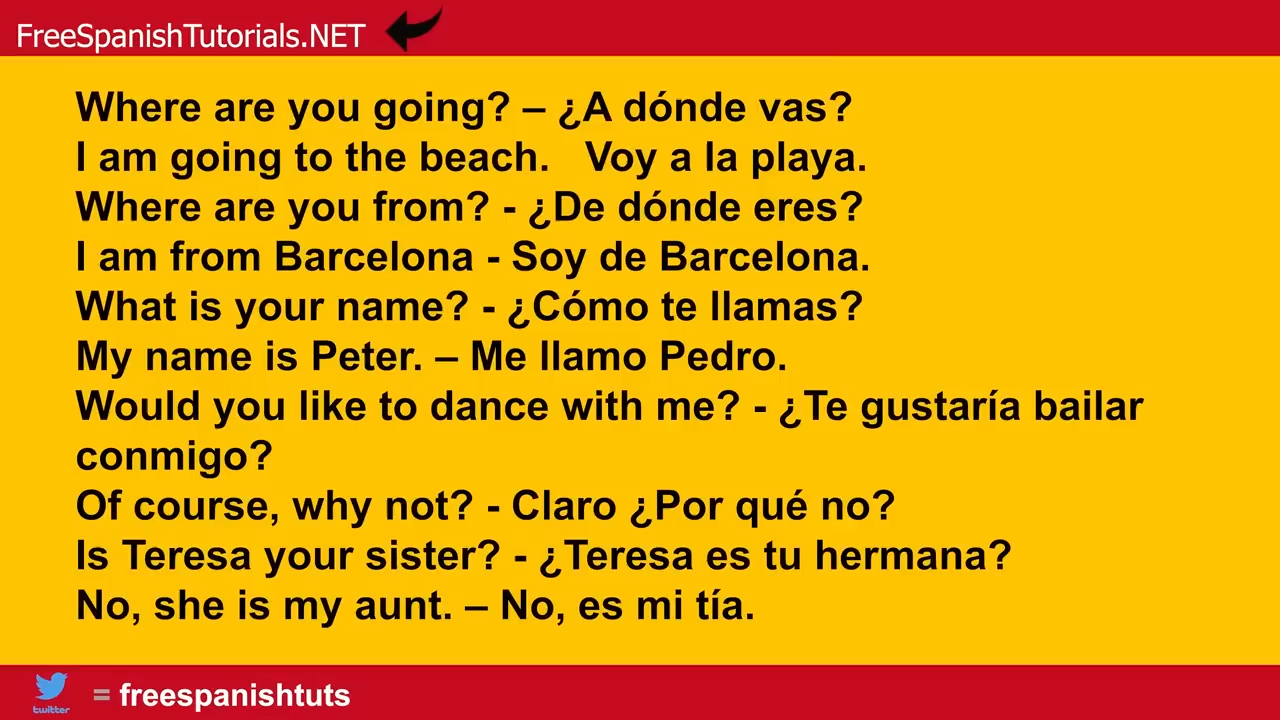 FreeSpanishTutorials.NET
Where are you going? – ¿A dónde vas?
I am going to the beach.   Voy a la playa.
Where are you from? - ¿De dónde eres?
I am from Barcelona - Soy de Barcelona.
What is your name? - ¿Cómo te llamas?
My name is Peter. – Me llamo Pedro.
Would you like to dance with me? - ¿Te gustaría bailar
conmigo?
Of course, why not? - Claro ¿Por qué no?
Is Teresa your sister? - ¿Teresa es tu hermana?
No, she is my aunt. – No, es mi tía.
twitter = freespanishtuts